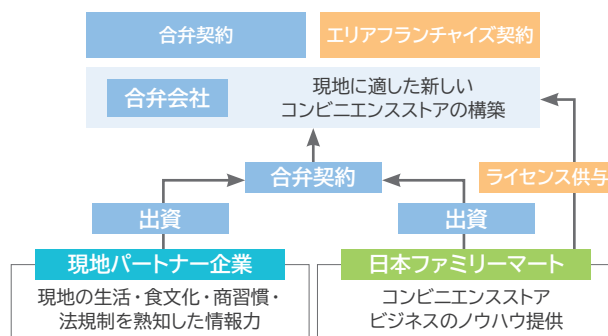 合弁契約
エリアフランチャイズ契約
合弁会社
現地に適した新しい
コンビニエンスストアの構築
合弁契約
ライセンス供与
出資
出資
現地パートナー企業
日本ファミリーマート
現地の生活・食文化・商習慣・
法規制を熟知した情報力
コンビニエンスストア
ビジネスのノウハウ提供